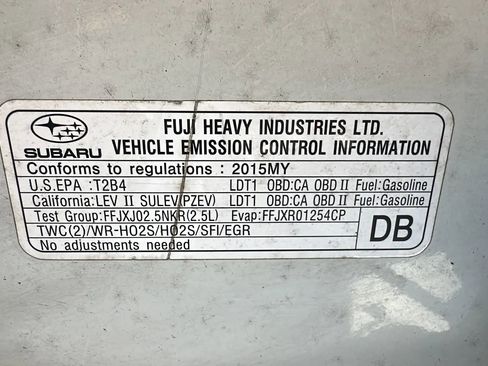 SUBARU
FUJI HEAVY INDUSTRIES LTD.
VEHICLE EMISSION CONTROL INFORMATION
Conforms to regulations : 2015MY
U.S.EPA :T2B4 LDT1 OBD:CA OBD II Fuel:Gasoline
California:LEV II SULEV(PZEV) LDT1 OBD:CA OBD II Fuel:Gasoline
Test Group:FFJXJ02.5NKR(2.5L) Evap:FFJXR01254CP
TWC(2)/WR-HO2S/HO2S/SFI/EGR
No adjustments needed
DB